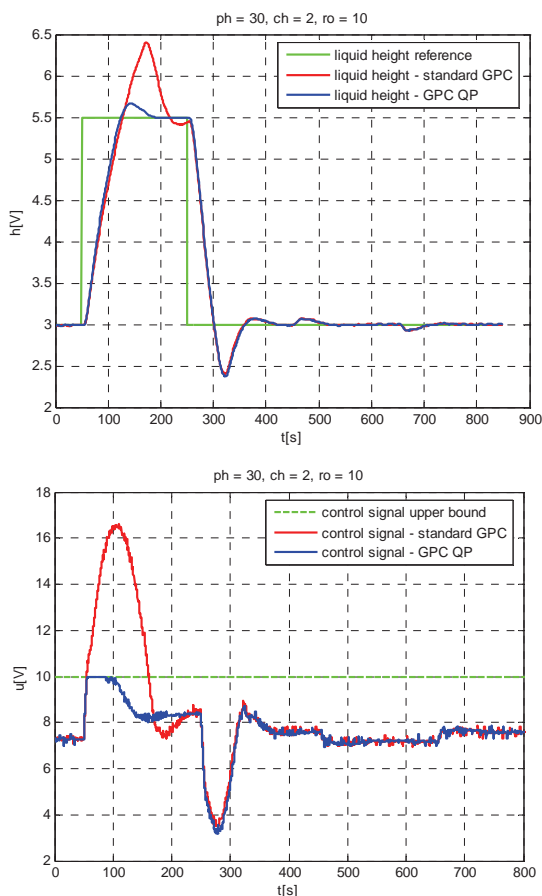 ph = 30, ch = 2, ro = 10
6.5
6
5.5
5
4.5
4
3.5
3
2.5
2
h[V]
liquid height reference
liquid height - standard GPC
liquid height - GPC QP
0 100 200 300 400 500 600 700 800 900
t[s]
ph = 30, ch = 2, ro = 10
18
16
14
12
10
8
6
4
2
u[V]
control signal upper bound
control signal - standard GPC
control signal - GPC QP
0 100 200 300 400 500 600 700 800
t[s]